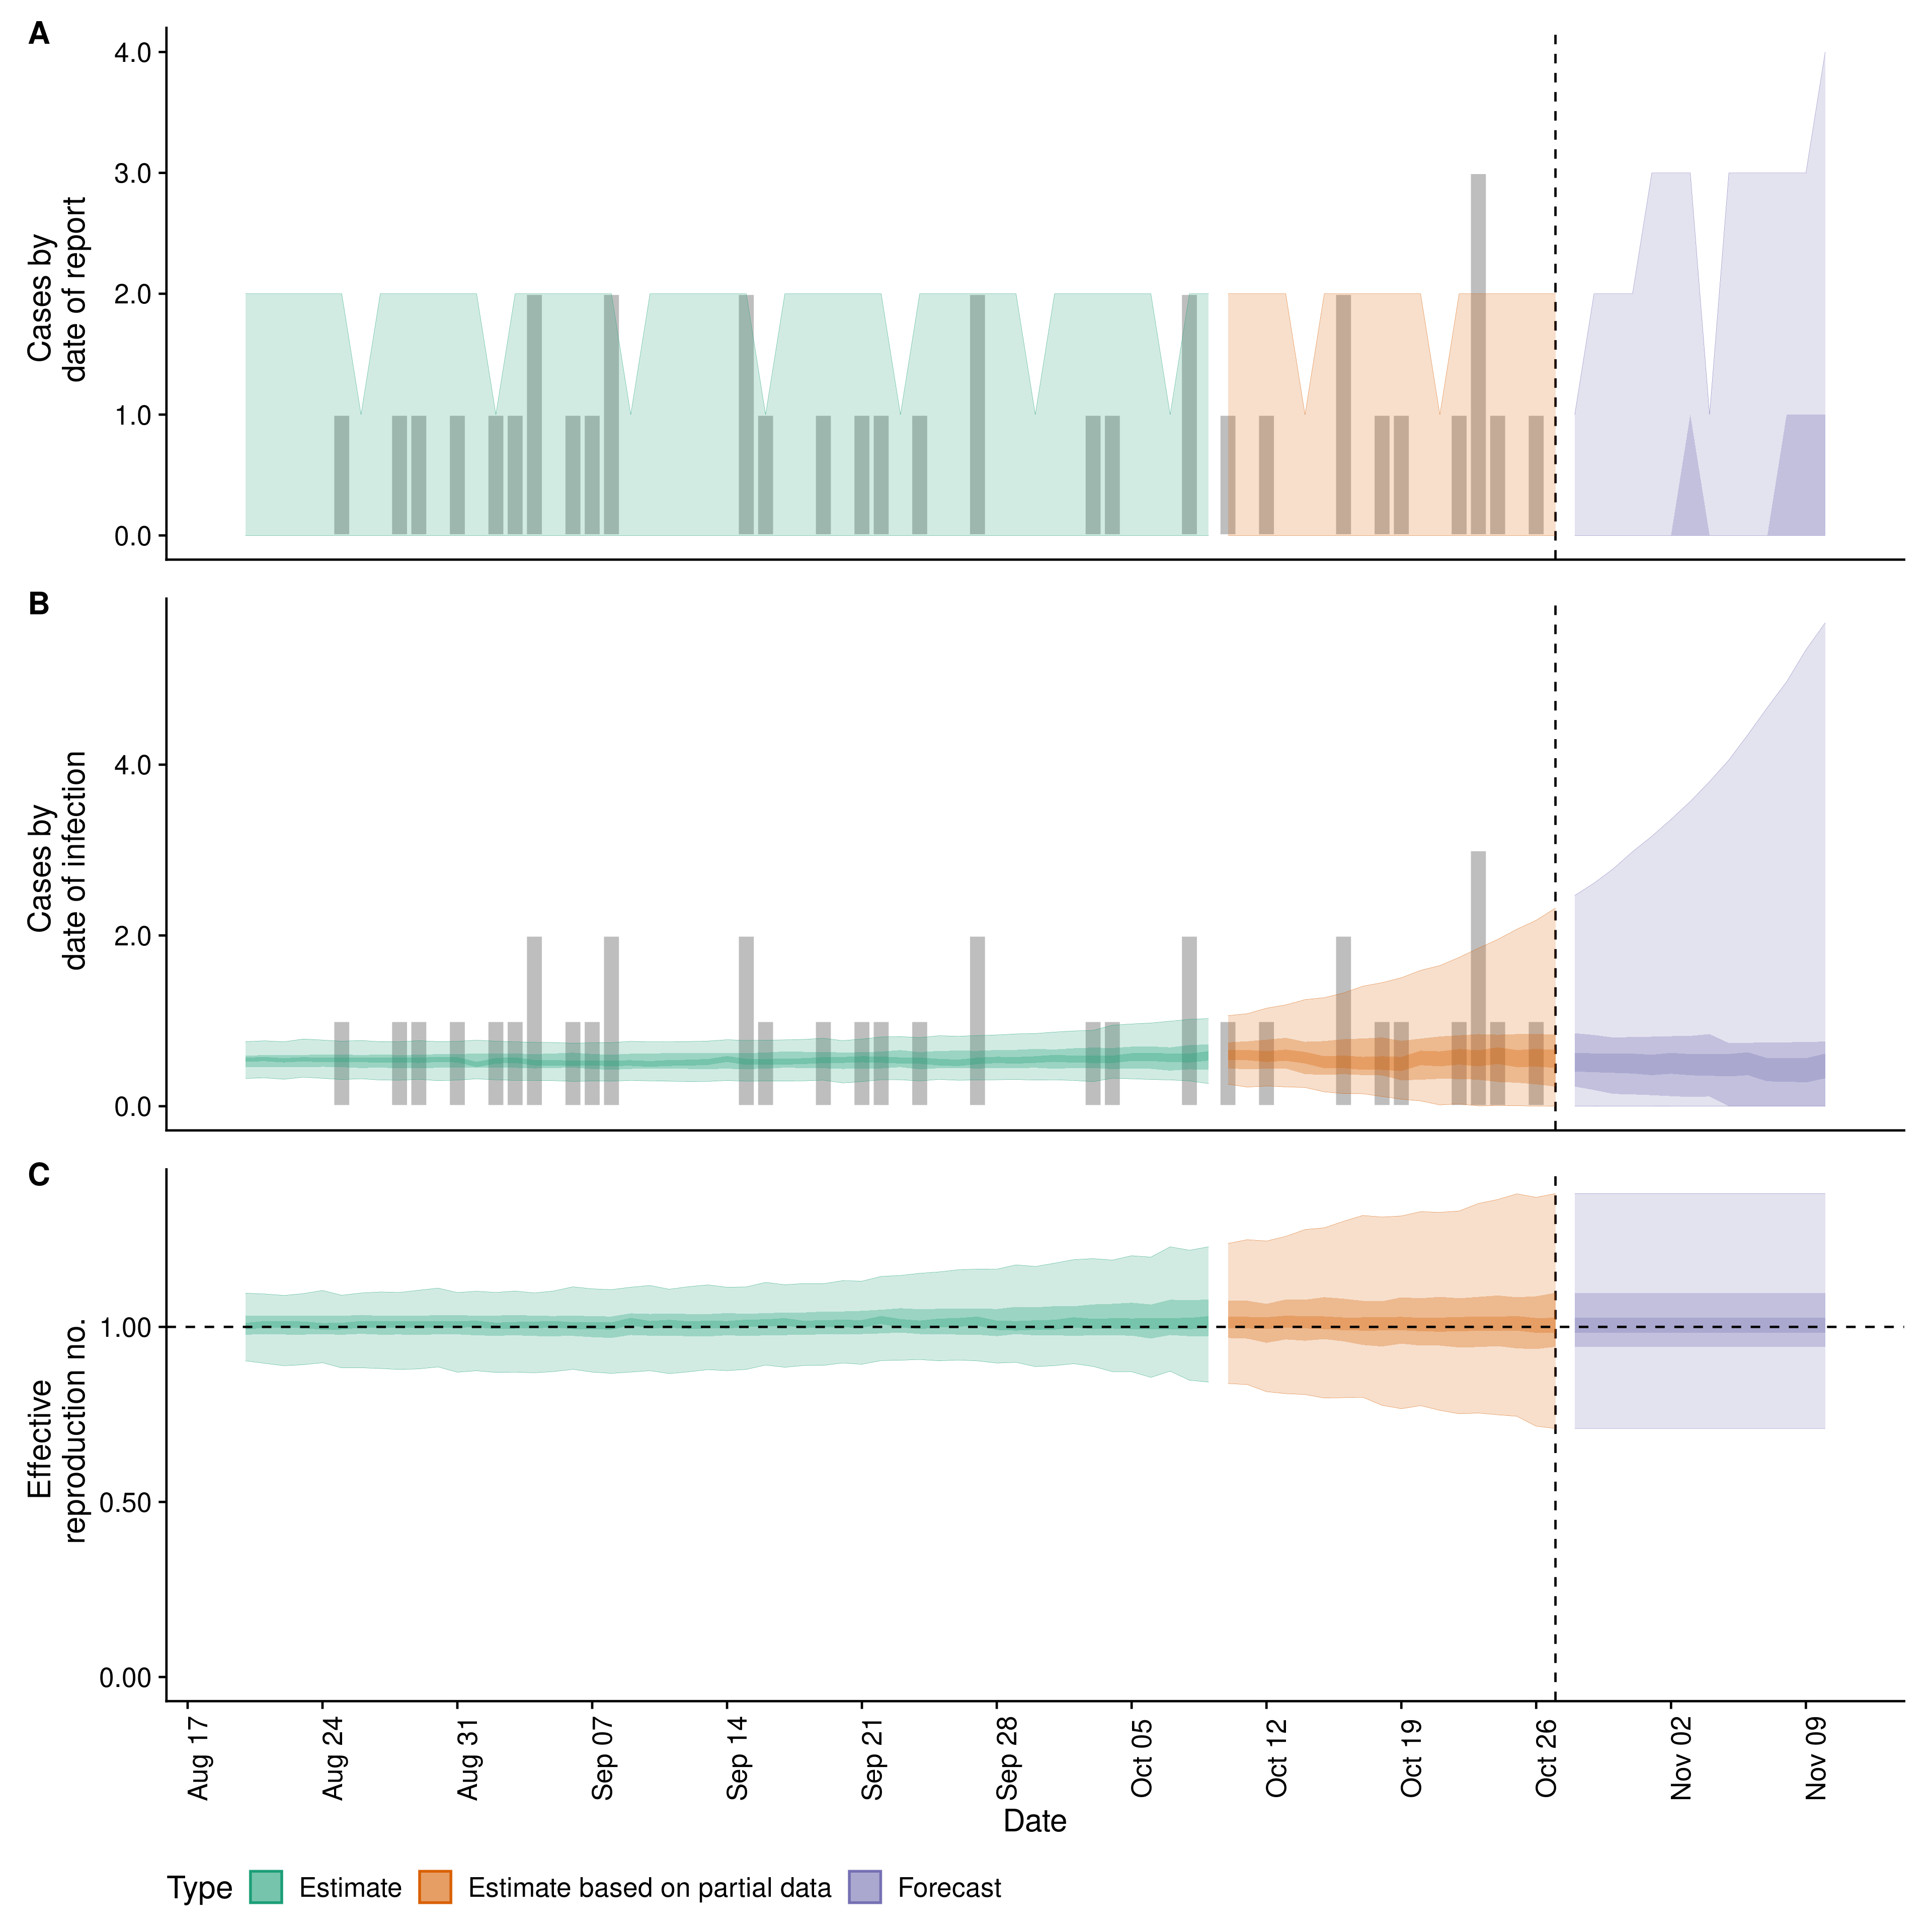 A
4.0
3.0
2.0
1.0
0.0
Cases by
date of report
B
4.0
2.0
0.0
Cases by
date of infection
C
1.00
0.50
0.00
Effective
reproduction no.
Aug 17
Aug 24
Aug 31
Sep 07
Sep 14
Sep 21
Sep 28
Oct 05
Oct 12
Oct 19
Oct 26
Nov 02
Nov 09
Date
Type Estimate Estimate based on partial data Forecast